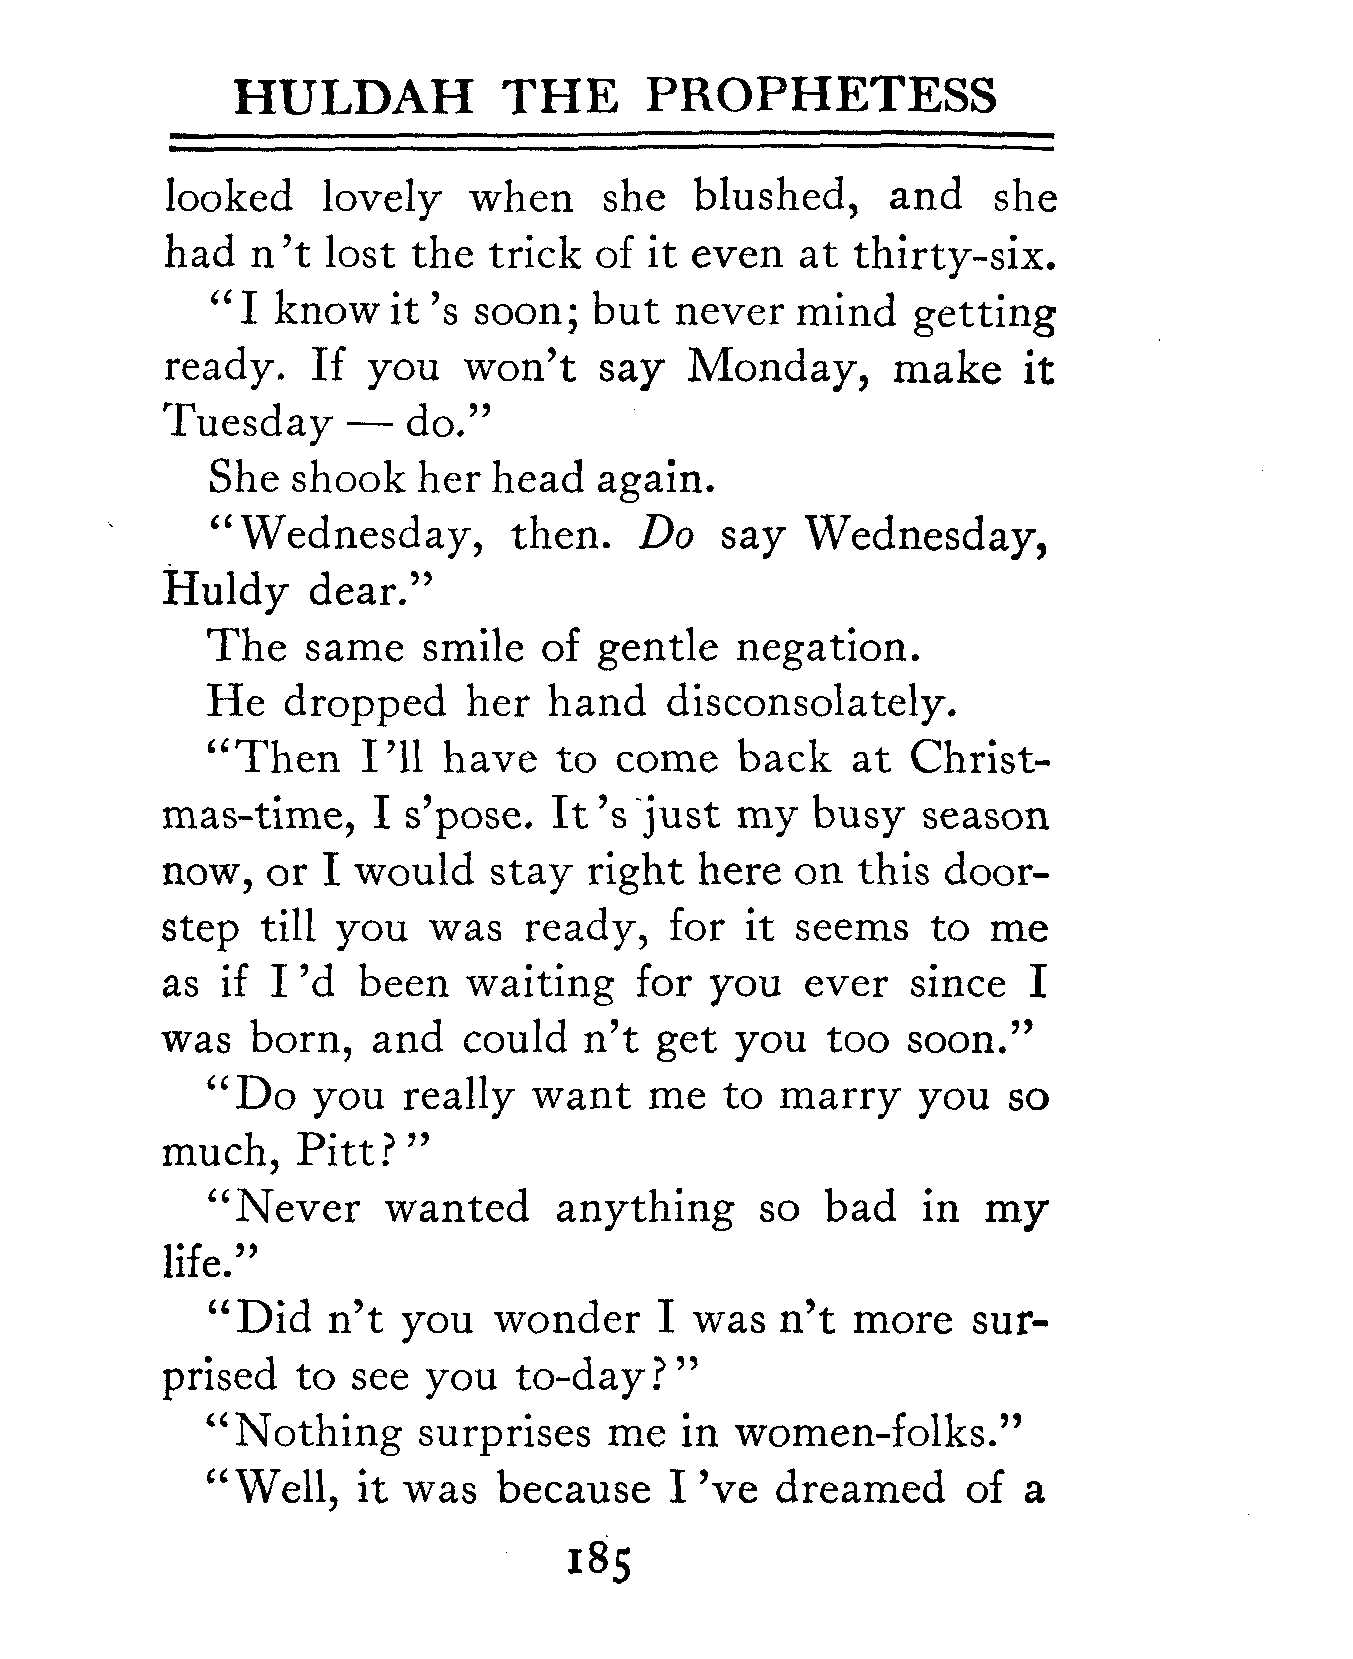 HULDAH THE PROPHETESS
looked lovely when she blushed, and she
had n't lost the trick of it even at thirty-six.
"I know it 's soon; but never mind getting
ready. If you won't say Monday, make it
Tuesday — do."
She shook her head again.
"Wednesday, then. Do say Wednesday,
Huldy dear."
The same smile of gentle negation.
He dropped her hand disconsolately.
"Then I 'll have to come back at Christ-
mas-time, I s'pose. It 's just my busy season
now, or I would stay right here on this door-
step till you was ready, for it seems to me
as if I 'd been waiting for you ever since I
was born, and could n't get you too soon."
"Do you really want me to marry you so
much, Pitt?"
"Never wanted anything so bad in my
life."
"Did n't you wonder I was n't more sur-
prised to see you to-day?"
"Nothing surprises me in women-folks."
"Well, it was because I 've dreamed of a
185